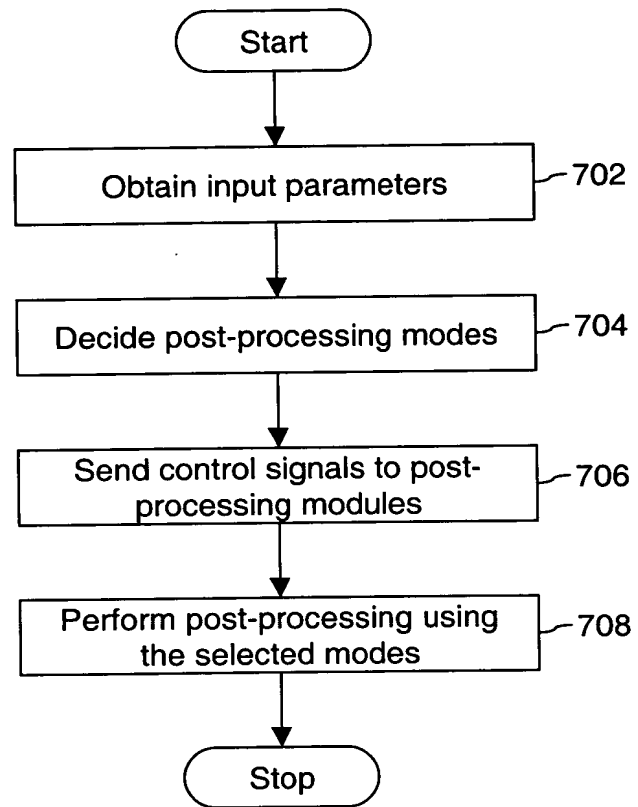 Start
Obtain input parameters
702
Decide post-processing modes
704
Send control signals to post-
processing modules
706
Perform post-processing using
the selected modes
708
Stop